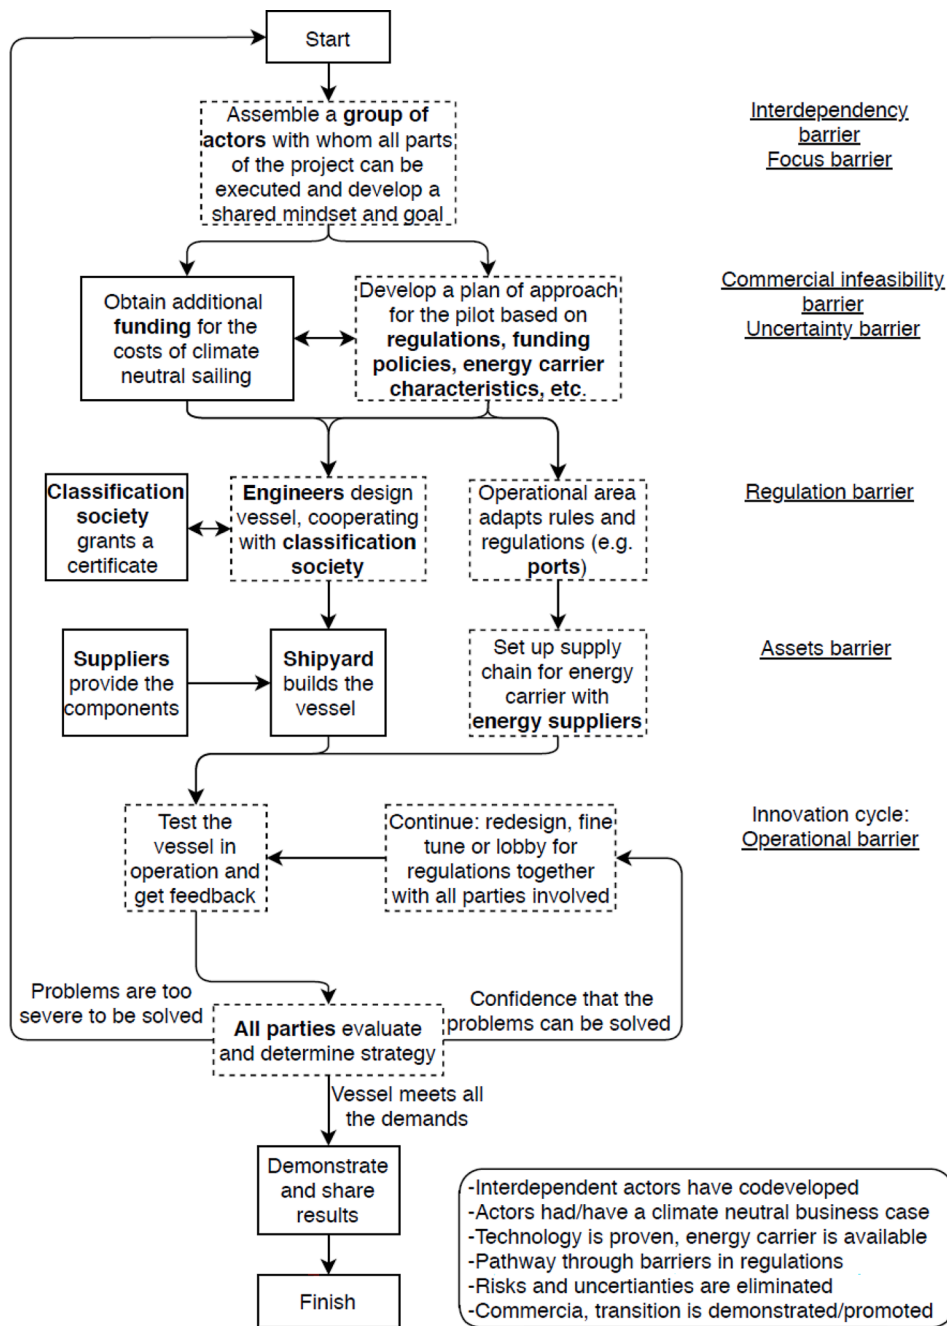 Start
Assemble a group of
actors with whom all parts
of the project can be
executed and develop a
shared mindset and goal
Interdependency
barrier
Focus barrier
Obtain additional
funding for the
costs of climate
neutral sailing
Develop a plan of approach
for the pilot based on
regulations, funding
policies, energy carrier
characteristics, etc.
Commercial infeasibility
barrier
Uncertainty barrier
Classification
society
grants a
certificate
Engineers design
vessel, cooperating
with classification
society
Operational area
adapts rules and
regulations (e.g.
ports)
Regulation barrier
Suppliers
provide the
components
Shipyard
builds the
vessel
Set up supply
chain for energy
carrier with
energy suppliers
Assets barrier
Test the
vessel in
operation and
get feedback
Continue: redesign, fine
tune or lobby for
regulations together
with all parties involved
Innovation cycle:
Operational barrier
Problems are too
severe to be solved
All parties evaluate
and determine strategy
Confidence that the
problems can be solved
Vessel meets all
the demands
Demonstrate
and share
results
Finish
-Interdependent actors have codeveloped
-Actors had/have a climate neutral business case
-Technology is proven, energy carrier is available
-Pathway through barriers in regulations
-Risks and uncertianties are eliminated
-Commercia, transition is demonstrated/promoted